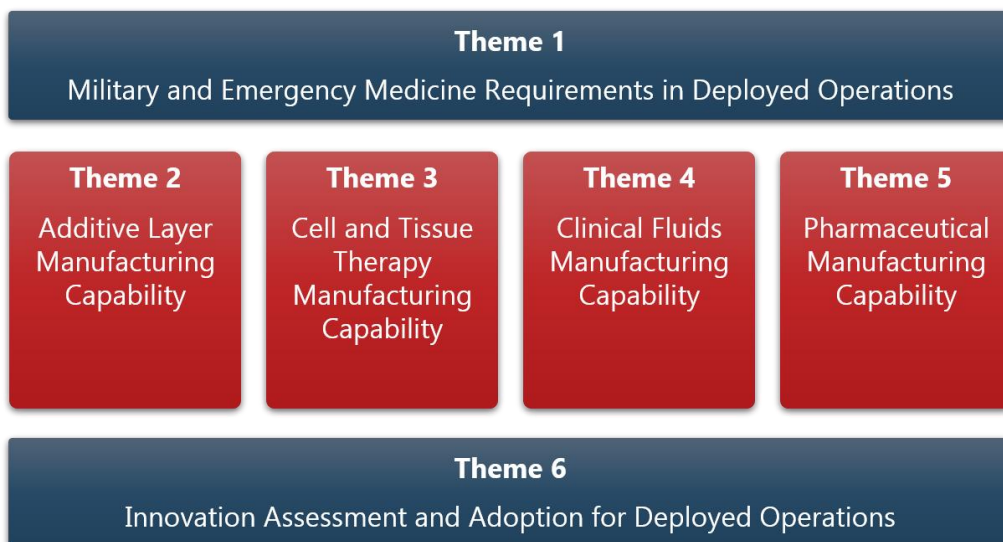 Theme 1
Military and Emergency Medicine Requirements in Deployed Operations
Theme 2
Additive Layer
Manufacturing
Capability
Theme 3
Cell and Tissue
Therapy
Manufacturing
Capability
Theme 4
Clinical Fluids
Manufacturing
Capability
Theme 5
Pharmaceutical
Manufacturing
Capability
Theme 6
Innovation Assessment and Adoption for Deployed Operations